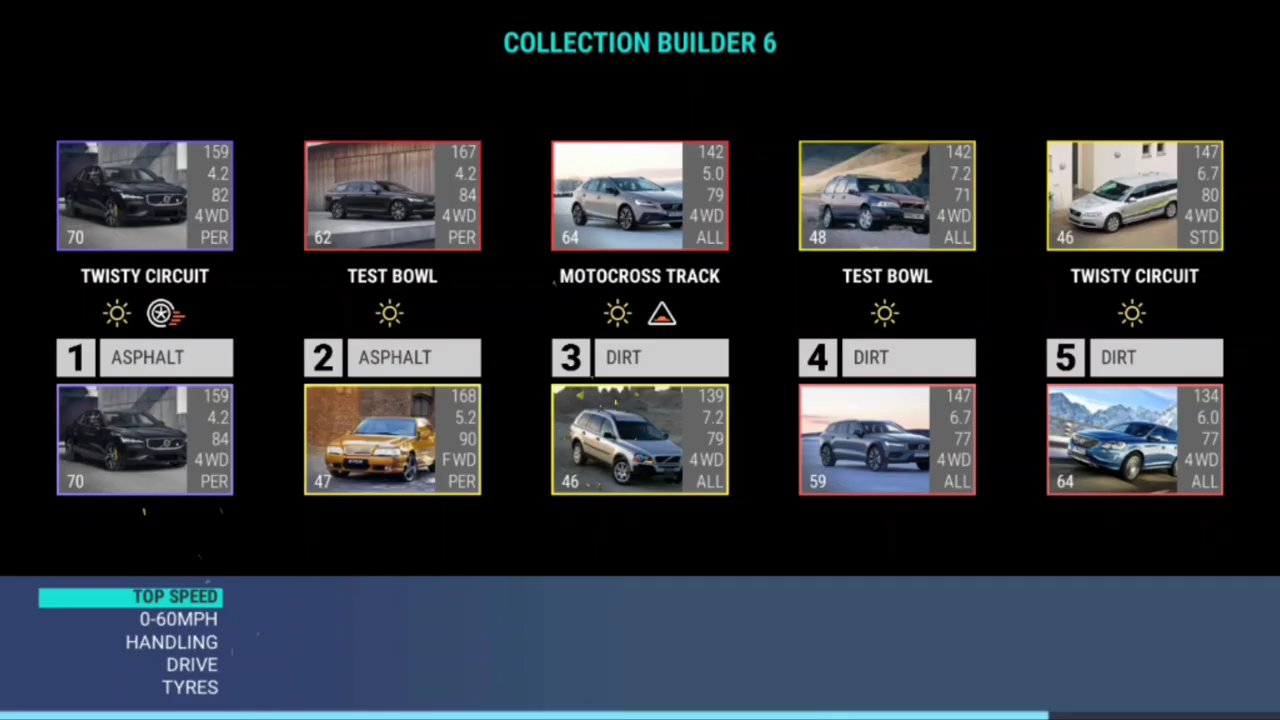 COLLECTION BUILDER 6
159
4.2
82
4WD
70 PER
167
4.2
84
4WD
62 PER
142
5.0
79
4WD
64 ALL
142
7.2
71
4WD
48 ALL
147
6.7
80
4WD
46 STD
TWISTY CIRCUIT
TEST BOWL
MOTOCROSS TRACK
TEST BOWL
TWISTY CIRCUIT
1 ASPHALT
2 ASPHALT
3 DIRT
4 DIRT
5 DIRT
159
4.2
84
4WD
70 PER
168
5.2
90
FWD
47 PER
139
7.2
79
4WD
46 ALL
147
6.7
77
4WD
59 ALL
134
6.0
77
4WD
64 ALL
TOP SPEED
0-60MPH
HANDLING
DRIVE
TYRES